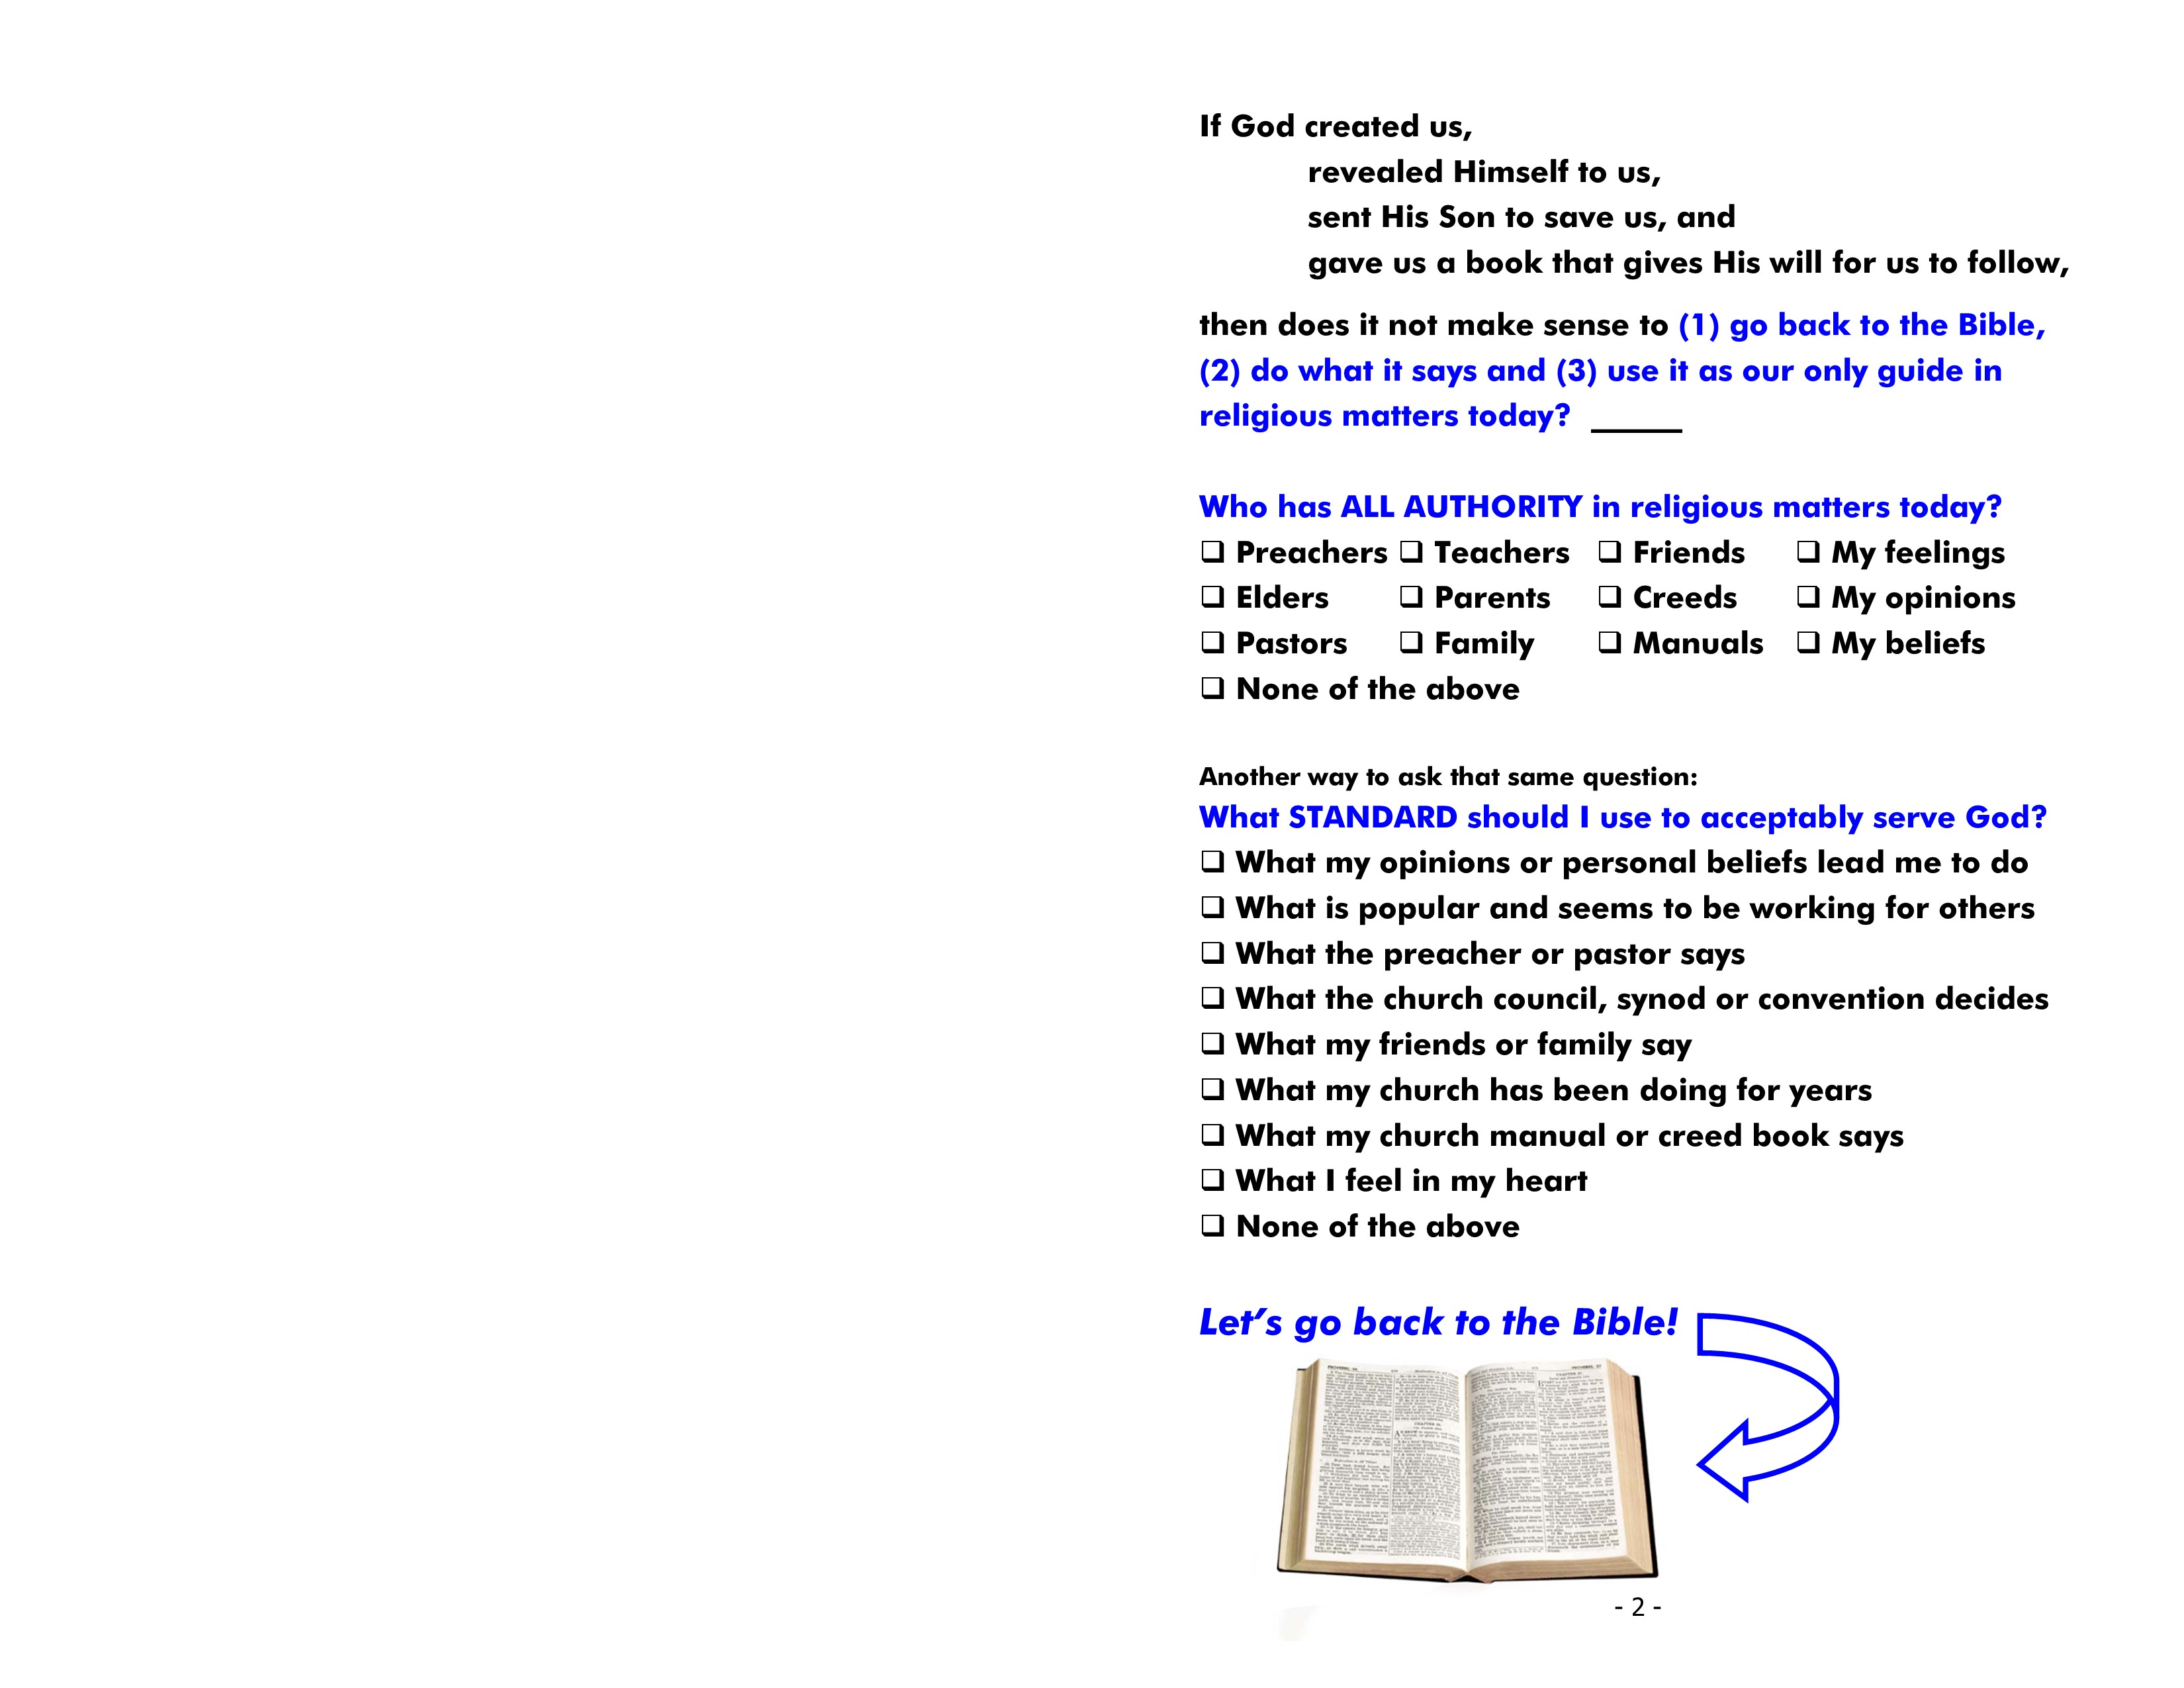 If God created us,
revealed Himself to us,
sent His Son to save us, and
gave us a book that gives His will for us to follow,
then does it not make sense to (1) go back to the Bible,
(2) do what it says and (3) use it as our only guide in
religious matters today? ______
Who has ALL AUTHORITY in religious matters today?
❑ Preachers ❑ Teachers ❑ Friends ❑ My feelings
❑ Elders ❑ Parents ❑ Creeds ❑ My opinions
❑ Pastors ❑ Family ❑ Manuals ❑ My beliefs
❑ None of the above
Another way to ask that same question:
What STANDARD should I use to acceptably serve God?
❑ What my opinions or personal beliefs lead me to do
❑ What is popular and seems to be working for others
❑ What the preacher or pastor says
❑ What the church council, synod or convention decides
❑ What my friends or family say
❑ What my church has been doing for years
❑ What my church manual or creed book says
❑ What I feel in my heart
❑ None of the above
Let's go back to the Bible!
- 2 -